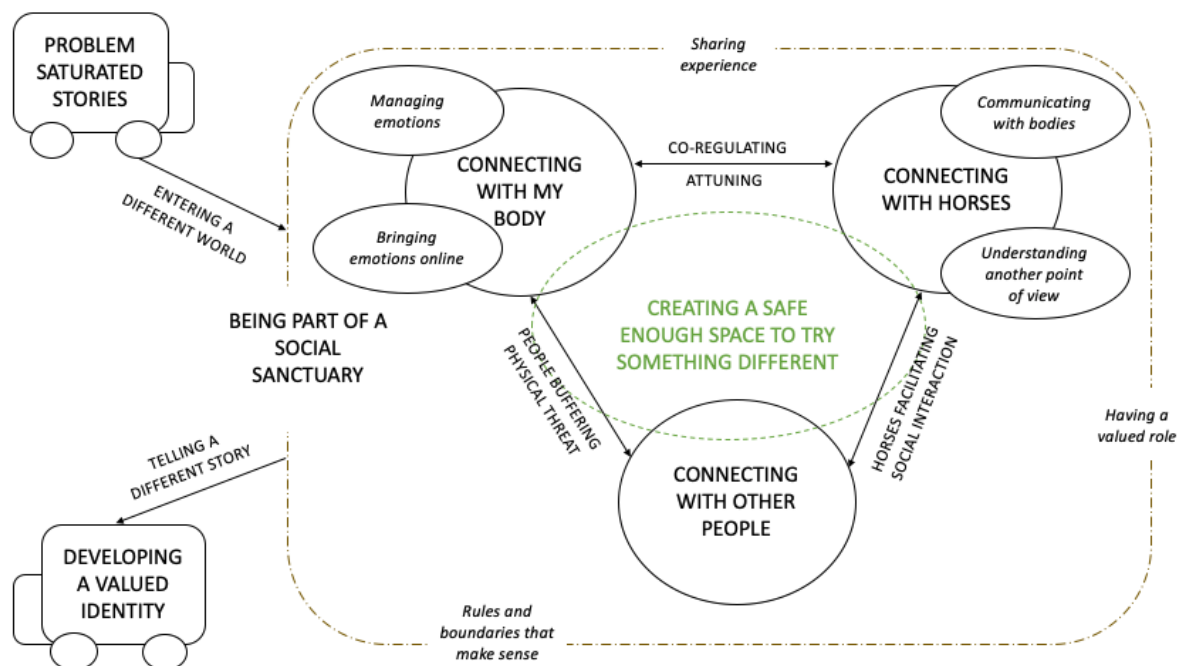 PROBLEM
SATURATED
STORIES
ENTERING A
DIFFERENT WORLD
Sharing
experience
Managing
emotions
CONNECTING
WITH MY
BODY
Bringing
emotions online
CO-REGULATING
ATTUNING
Communicating
with bodies
CONNECTING
WITH HORSES
Understanding
another point
of view
BEING PART OF A
SOCIAL
SANCTUARY
CREATING A SAFE
ENOUGH SPACE TO TRY
SOMETHING DIFFERENT
PEOPLE BUFFERING
PHYSICAL THREAT
HORSES FACILITATING
SOCIAL INTERACTION
Having a
valued role
CONNECTING
WITH OTHER
PEOPLE
TELLING A
DIFFERENT STORY
DEVELOPING
A VALUED
IDENTITY
Rules and
boundaries that
make sense